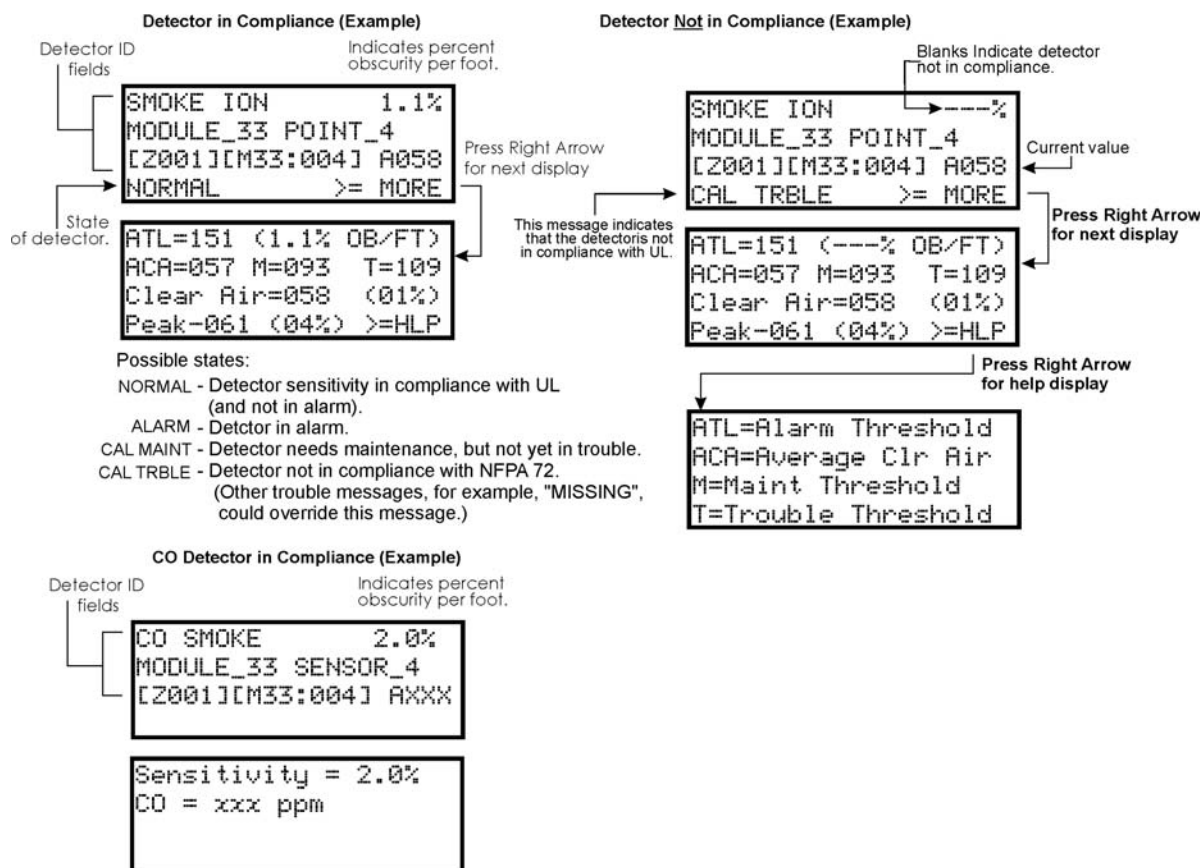 Detector in Compliance (Example)
Detector ID
fields
Indicates percent
obscurity per foot.
SMOKE ION 1.1%
MODULE_33 POINT_4
[Z001][M33:004] A058
NORMAL >= MORE
Press Right Arrow
for next display
State
of detector.
ATL=151 (1.1% OB/FT)
ACA=057 M=093 T=109
Clear Air=058 (01%)
Peak-061 (04%) >=HLP
Possible states:
NORMAL - Detector sensitivity in compliance with UL
(and not in alarm).
ALARM - Detctor in alarm.
CAL MAINT - Detector needs maintenance, but not yet in trouble.
CAL TRBLE - Detector not in compliance with NFPA 72.
(Other trouble messages, for example, "MISSING",
could override this message.)
Detector Not in Compliance (Example)
Blanks Indicate detector
not in compliance.
SMOKE ION ---%
MODULE_33 POINT_4
[Z001][M33:004] A058
CAL TRBLE >= MORE
Current value
This message indicates
that the detectoris not
in compliance with UL.
Press Right Arrow
for next display
ATL=151 (---% OB/FT)
ACA=057 M=093 T=109
Clear Air=058 (01%)
Peak-061 (04%) >=HLP
Press Right Arrow
for help display
ATL=Alarm Threshold
ACA=Average Clr Air
M=Maint Threshold
T=Trouble Threshold
CO Detector in Compliance (Example)
Detector ID
fields
Indicates percent
obscurity per foot.
CO SMOKE 2.0%
MODULE_33 SENSOR_4
[Z001][M33:004] AXXX
Sensitivity = 2.0%
CO = xxx ppm